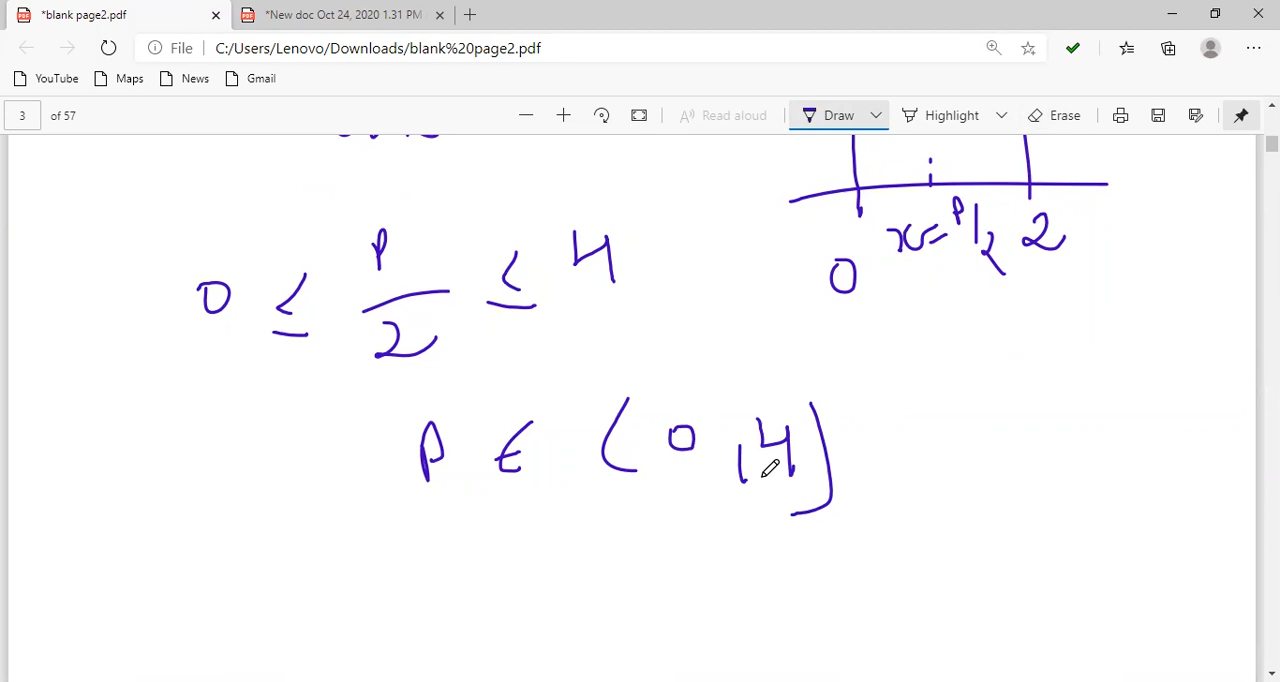 *blank page2.pdf
*New doc Oct 24, 2020 1.31 PM
File C:/Users/Lenovo/Downloads/blank%20page2.pdf
YouTube Maps News Gmail
3 of 57
Read aloud Draw Highlight Erase
0 ≤ P/2 ≤ 4
x = P/2 2
0
P ∈ (0, 4]